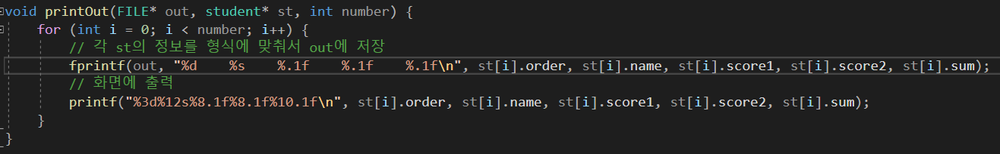 void printOut(FILE* out, student* st, int number) {
    for (int i = 0; i < number; i++) {
        // 각 st의 정보를 형식에 맞춰서 out에 저장
        fprintf(out, "%d    %s    %.1f    %.1f    %.1f\n", st[i].order, st[i].name, st[i].score1, st[i].score2, st[i].sum);
        // 화면에 출력
        printf("%3d%12s%8.1f%8.1f%10.1f\n", st[i].order, st[i].name, st[i].score1, st[i].score2, st[i].sum);
    }
}